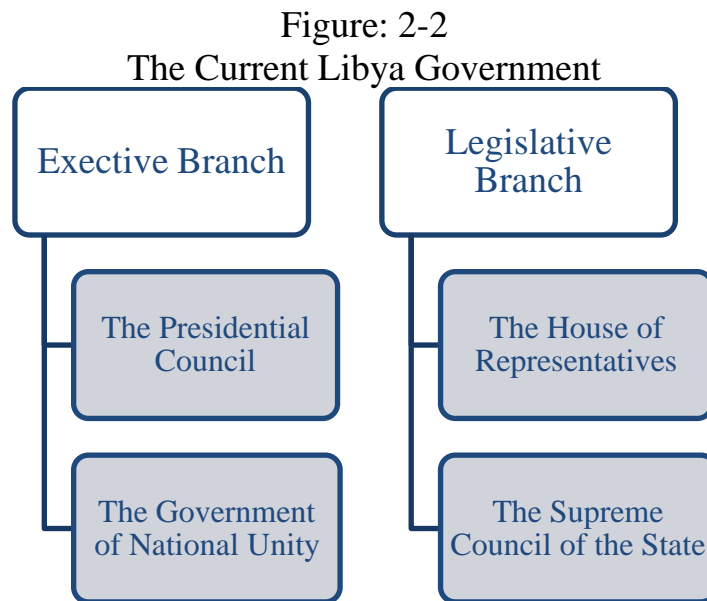 Figure: 2-2
The Current Libya Government
Exective Branch
The Presidential
Council
The Government
of National Unity
Legislative
Branch
The House of
Representatives
The Supreme
Council of the State